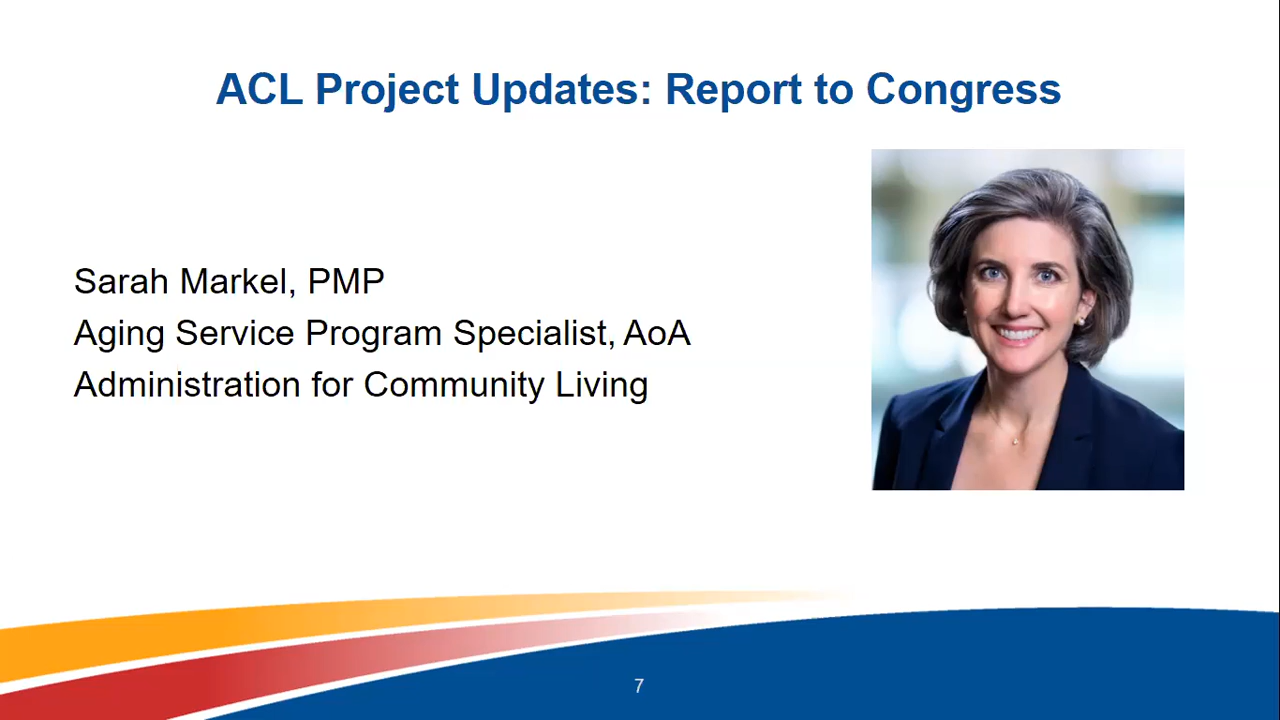 ACL Project Updates: Report to Congress
Sarah Markel, PMP
Aging Service Program Specialist, AoA
Administration for Community Living
7